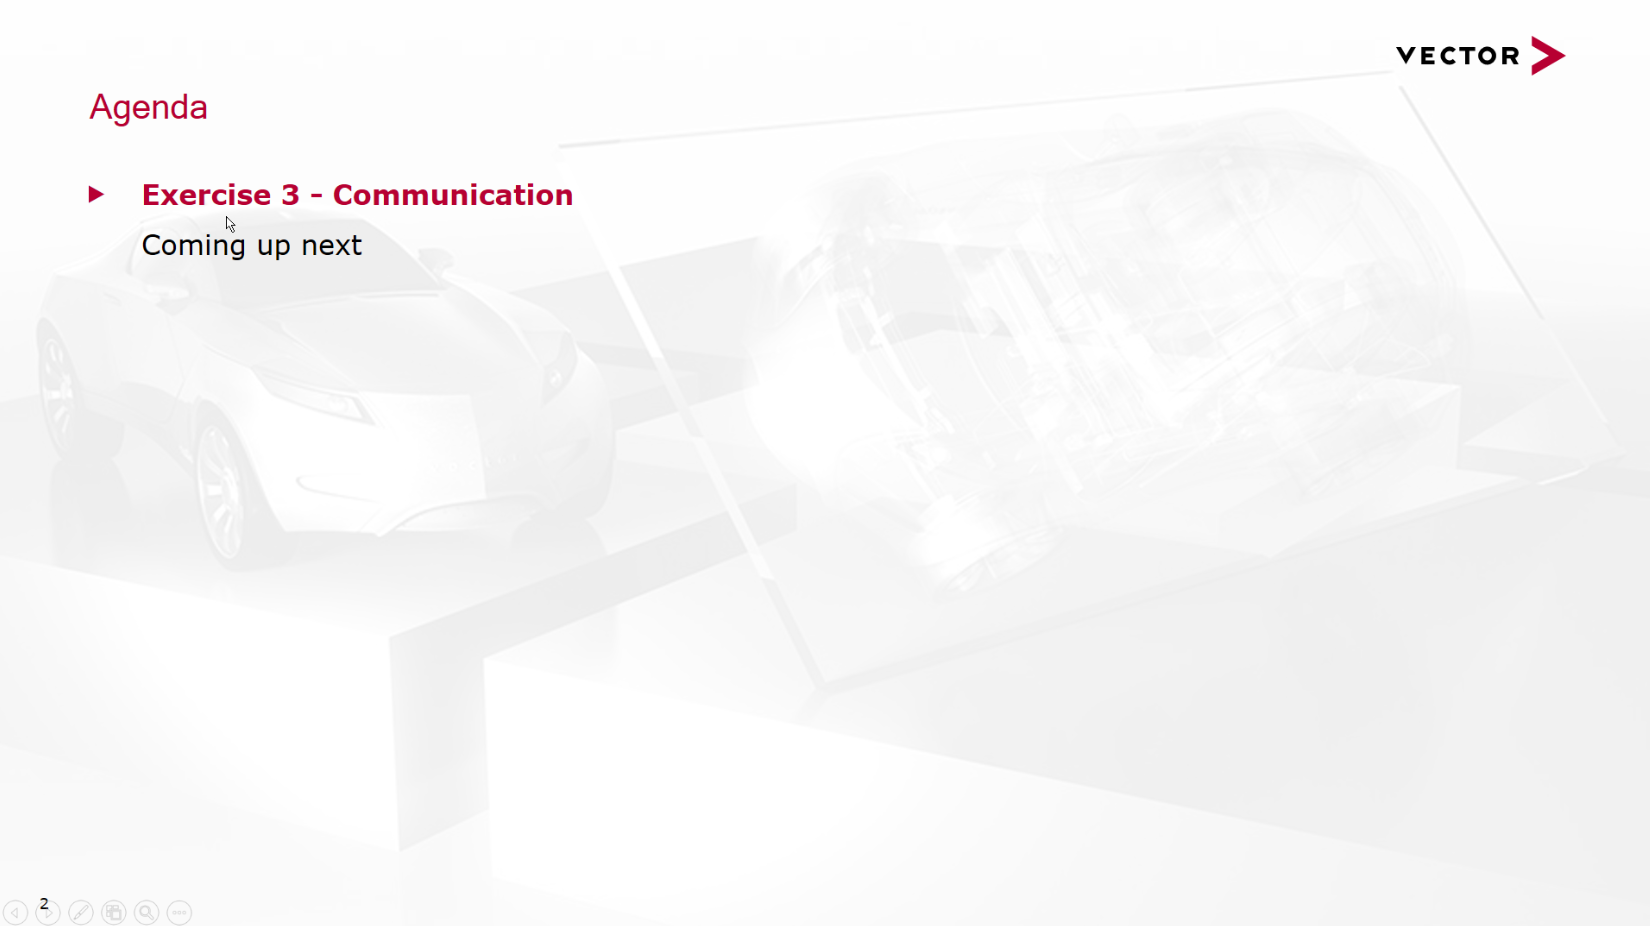 VECTOR
Agenda
Exercise 3 - Communication
Coming up next
2